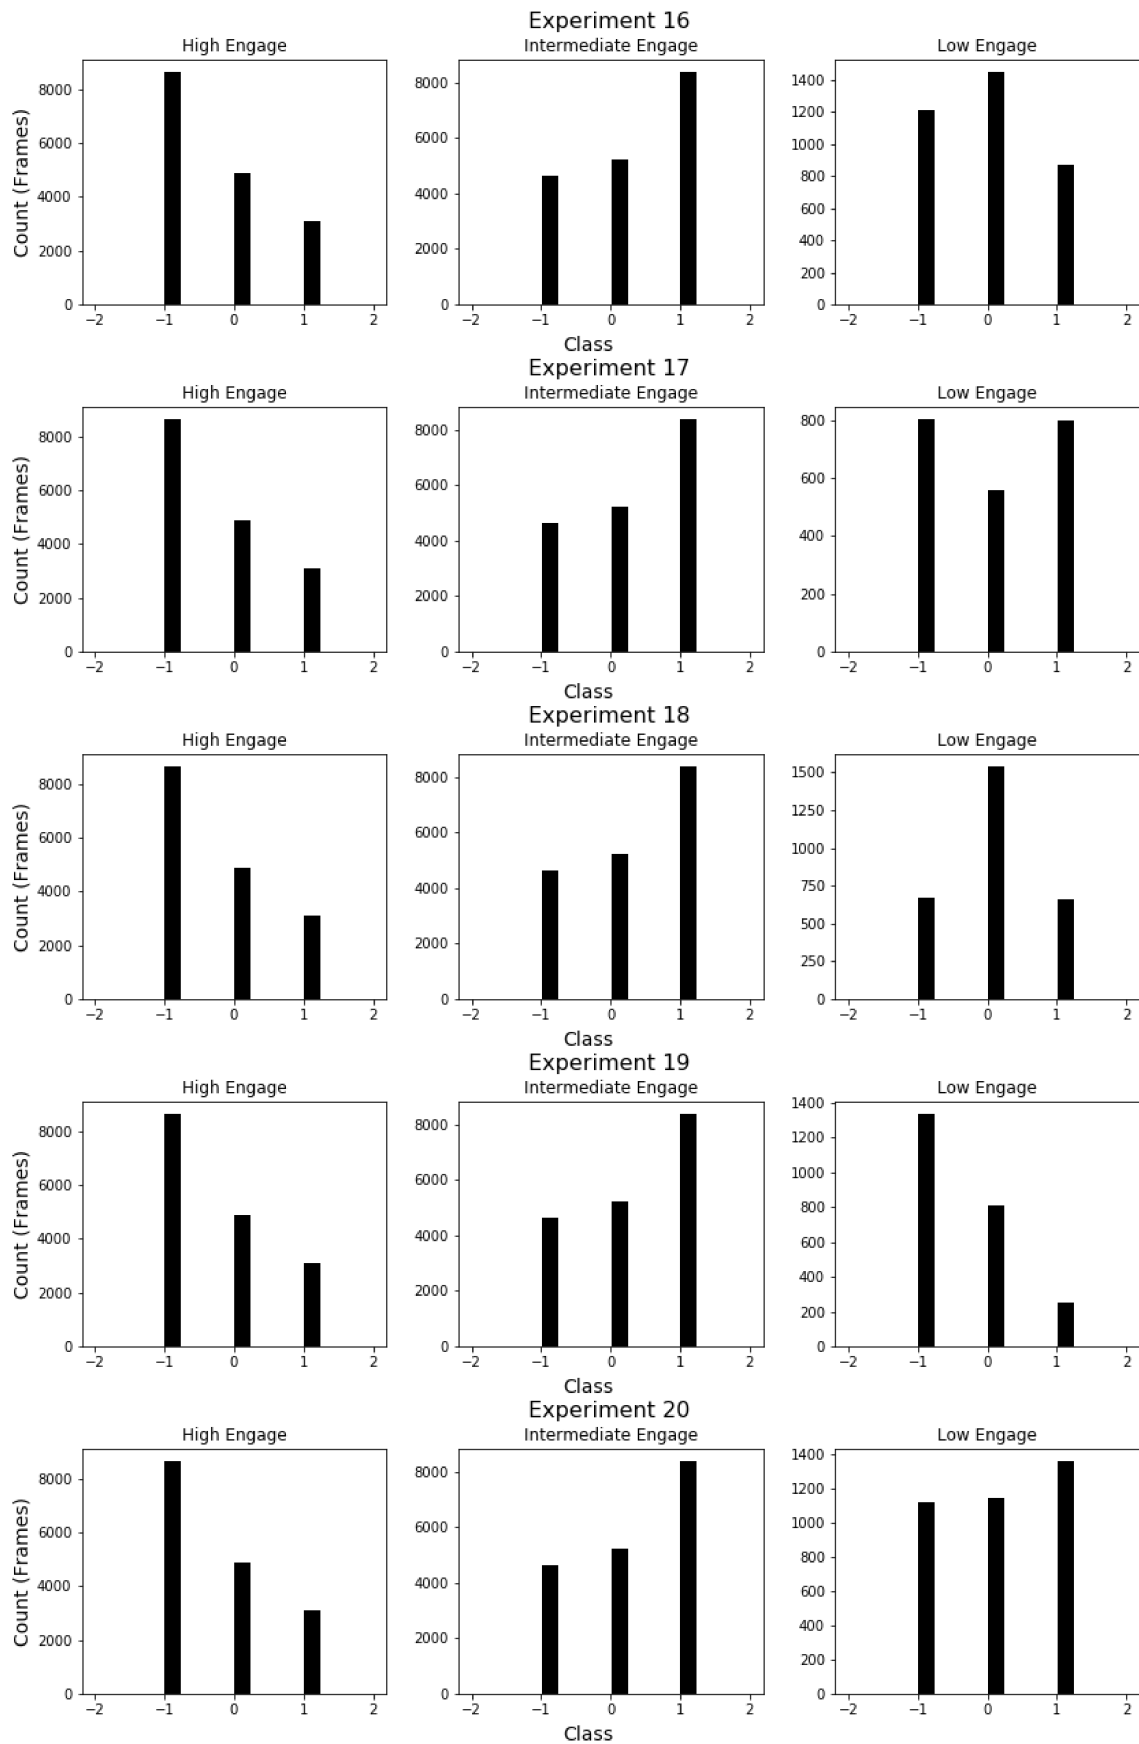 Experiment 16
High Engage Intermediate Engage Low Engage
Count (Frames)
8000 6000 4000 2000 0
8000 6000 4000 2000 0
1400 1200 1000 800 600 400 200 0
−2 −1 0 1 2 −2 −1 0 1 2 −2 −1 0 1 2
Class
Experiment 17
High Engage Intermediate Engage Low Engage
Count (Frames)
8000 6000 4000 2000 0
8000 6000 4000 2000 0
800 600 400 200 0
−2 −1 0 1 2 −2 −1 0 1 2 −2 −1 0 1 2
Class
Experiment 18
High Engage Intermediate Engage Low Engage
Count (Frames)
8000 6000 4000 2000 0
8000 6000 4000 2000 0
1500 1250 1000 750 500 250 0
−2 −1 0 1 2 −2 −1 0 1 2 −2 −1 0 1 2
Class
Experiment 19
High Engage Intermediate Engage Low Engage
Count (Frames)
8000 6000 4000 2000 0
8000 6000 4000 2000 0
1400 1200 1000 800 600 400 200 0
−2 −1 0 1 2 −2 −1 0 1 2 −2 −1 0 1 2
Class
Experiment 20
High Engage Intermediate Engage Low Engage
Count (Frames)
8000 6000 4000 2000 0
8000 6000 4000 2000 0
1400 1200 1000 800 600 400 200 0
−2 −1 0 1 2 −2 −1 0 1 2 −2 −1 0 1 2
Class